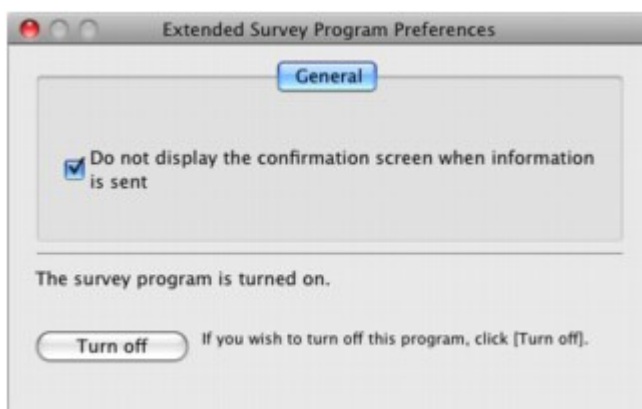 Extended Survey Program Preferences
General
Do not display the confirmation screen when information
is sent
The survey program is turned on.
Turn off
If you wish to turn off this program, click [Turn off].